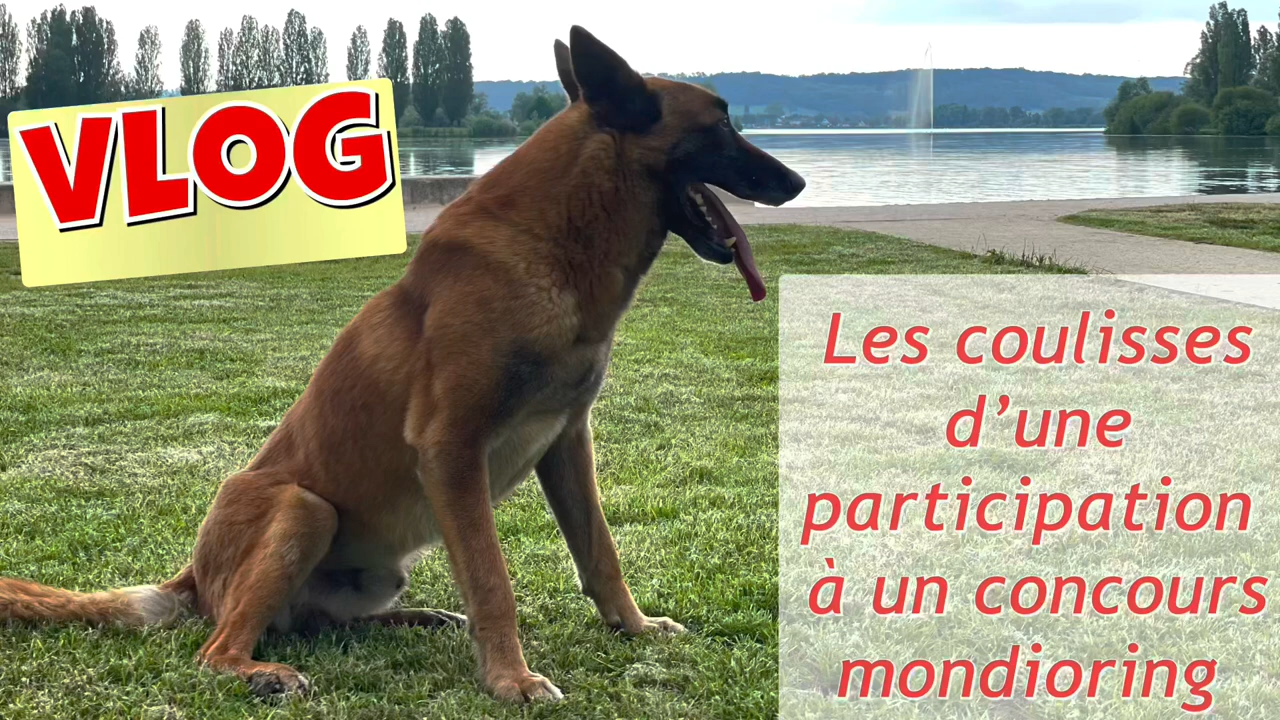 VLOG
Les coulisses
d’une
participation
à un concours
mondioring